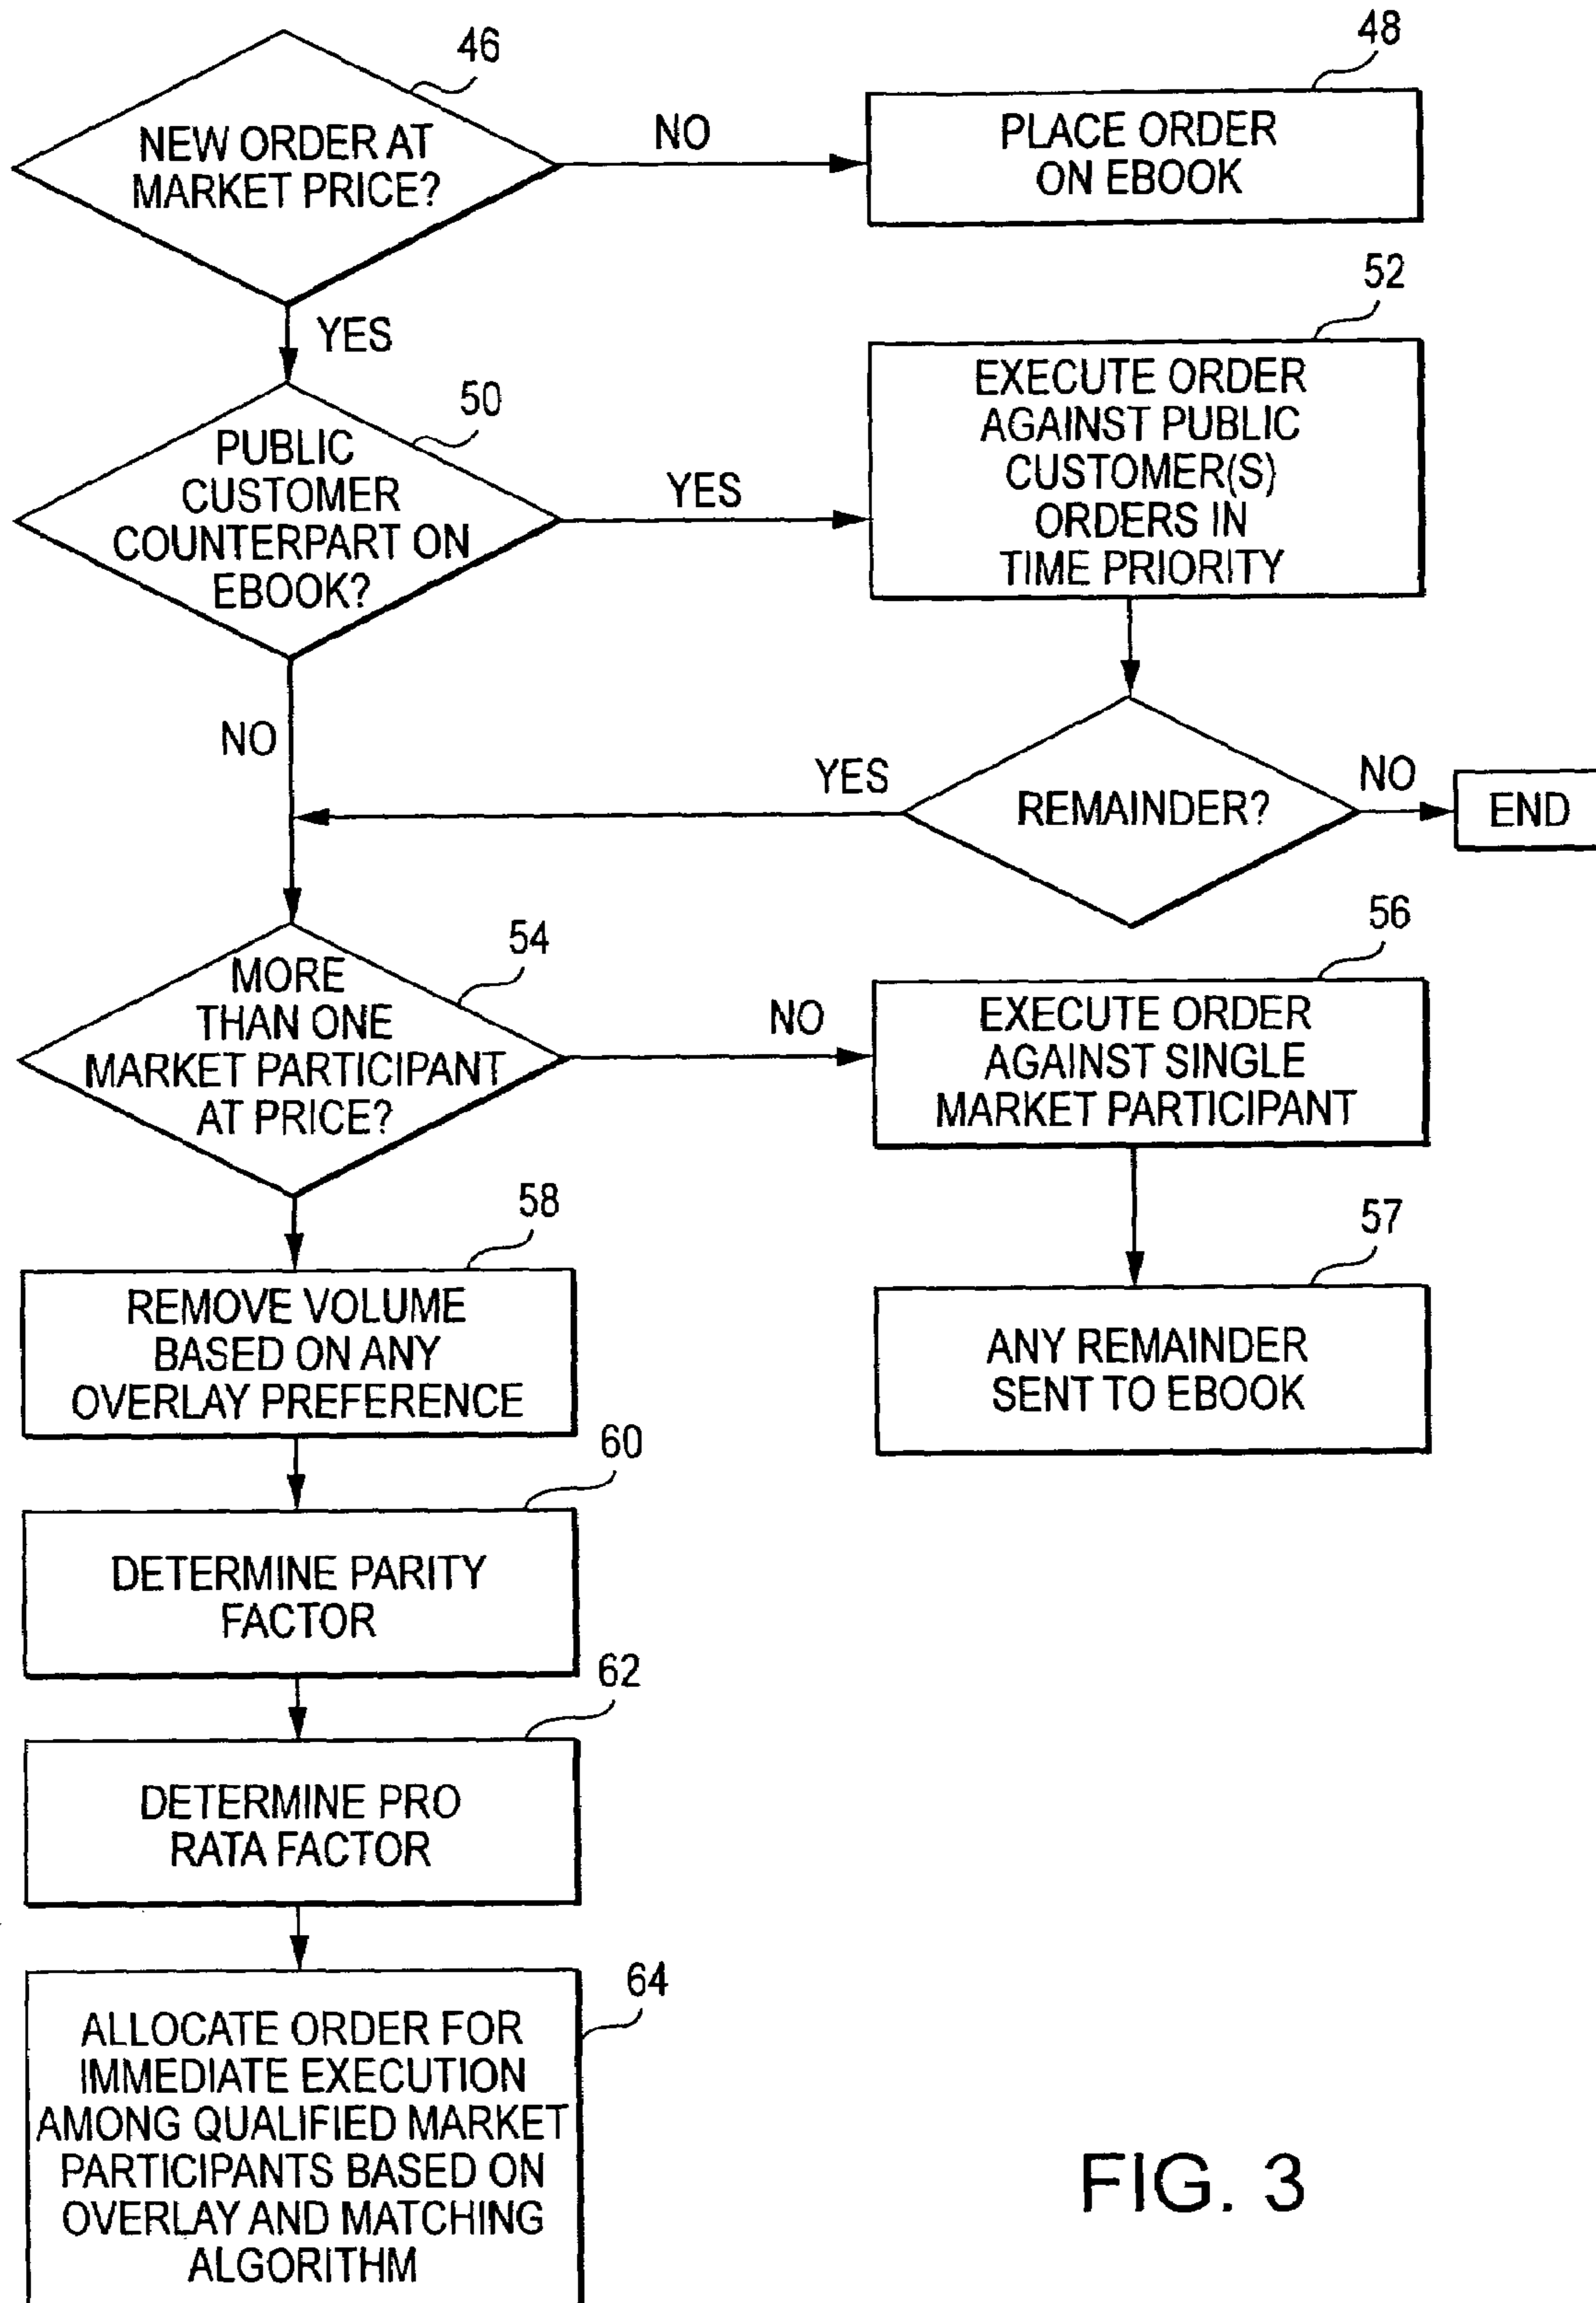 46
NEW ORDER AT
MARKET PRICE?
NO
48
PLACE ORDER
ON EBOOK
YES
50
PUBLIC
CUSTOMER
COUNTERPART ON
EBOOK?
YES
52
EXECUTE ORDER
AGAINST PUBLIC
CUSTOMER(S)
ORDERS IN
TIME PRIORITY
NO
YES
REMAINDER?
NO
END
54
MORE
THAN ONE
MARKET PARTICIPANT
AT PRICE?
NO
56
EXECUTE ORDER
AGAINST SINGLE
MARKET PARTICIPANT
57
ANY REMAINDER
SENT TO EBOOK
58
REMOVE VOLUME
BASED ON ANY
OVERLAY PREFERENCE
60
DETERMINE PARITY
FACTOR
62
DETERMINE PRO
RATA FACTOR
64
ALLOCATE ORDER FOR
IMMEDIATE EXECUTION
AMONG QUALIFIED MARKET
PARTICIPANTS BASED ON
OVERLAY AND MATCHING
ALGORITHM
FIG. 3